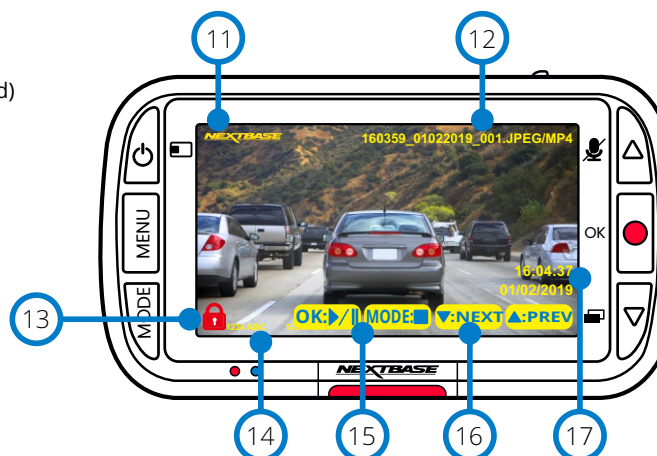 11
12
d)
NEXTBASE
160359_01022019_001.JPEG/MP4
MENU
OK
16:04:37
01/02/2019
MODE
13
OK: MODE: :NEXT :PREV
NEXTBASE
14
15
16
17